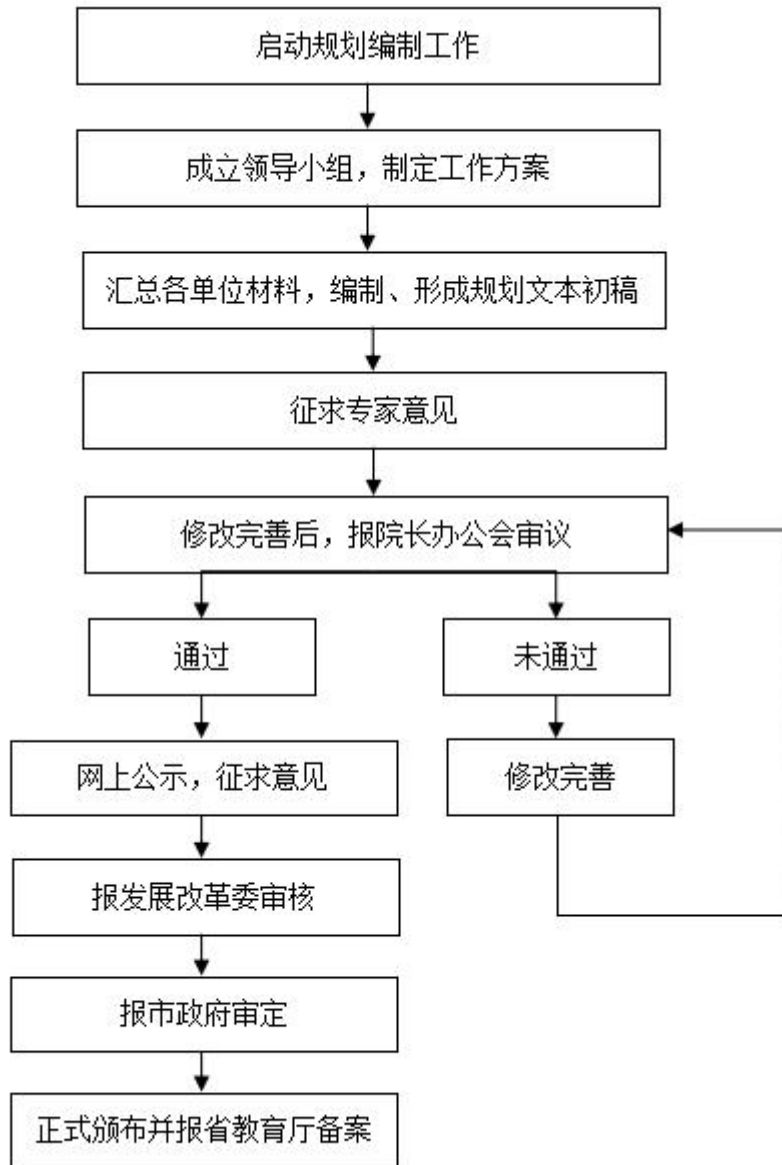 启动规划编制工作
成立领导小组，制定工作方案
汇总各单位材料，编制、形成规划文本初稿
征求专家意见
修改完善后，报院长办公会审议
通过
未通过
网上公示，征求意见
修改完善
报发展改革委审核
报市政府审定
正式颁布并报省教育厅备案